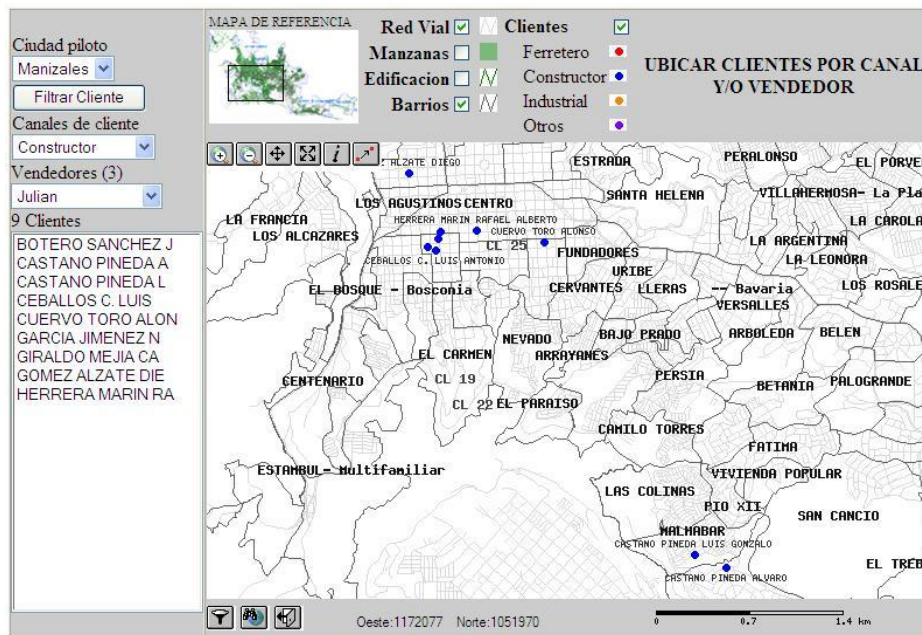 Ciudad piloto
Manizales
Filtrar Cliente
Canales de cliente
Constructor
Vendedores (3)
Julian
9 Clientes
BOTERO SANCHEZ J
CASTANO PINEDA A
CASTANO PINEDA L
CEBALLOS C. LUIS
CUERVO TORO ALON
GARCIA JIMENEZ N
GIRALDO MEJIA CA
GOMEZ ALZATE DIE
HERRERA MARIN RA
MAPA DE REFERENCIA
Red Vial
Manzanas
Edificacion
Barrios
Clientes
Ferretero
Constructor
Industrial
Otros
UBICAR CLIENTES POR CANAL
Y/O VENDEDOR
ALZATE DIEGO
ESTRADA
PERALONSO
EL PORVE
LOS AGUSTINOS
CENTRO
SANTA HELENA
VILLAHERMOSA- La Pla
LA FRANCIA
HERRERA MARIN RAFAEL ALBERTO
LA CAROLA
LOS ALCAZARES
CUERVO TORO ALONSO
CL 25
LA ARGENTINA
CEBALLOS C. LUIS ANTONIO
FUNDADORES
LA LEONORA
URIBE
EL BOSQUE - Bosconia
CERVANTES
LLERAS
-- Bavaria
LOS ROSALE
VERSALLES
NEVADO
BAJO PRADO
ARBOLEDA
BELEN
EL CARMEN
ARRAYANES
CENTENARIO
CL 19
PERSIA
BETANIA
PALOGRANDE
CL 22
EL PARAISO
CAMILO TORRES
FATIMA
ESTAMBUL- Multifamiliar
VIVIENDA POPULAR
LAS COLINAS
PIO XII
SAN CANCIO
MALHABAR
CASTANO PINEDA LUIS GONZALO
EL TREB
CASTANO PINEDA ALVARO
Oeste:1172077 Norte:1051970
0 0.7 1.4 km